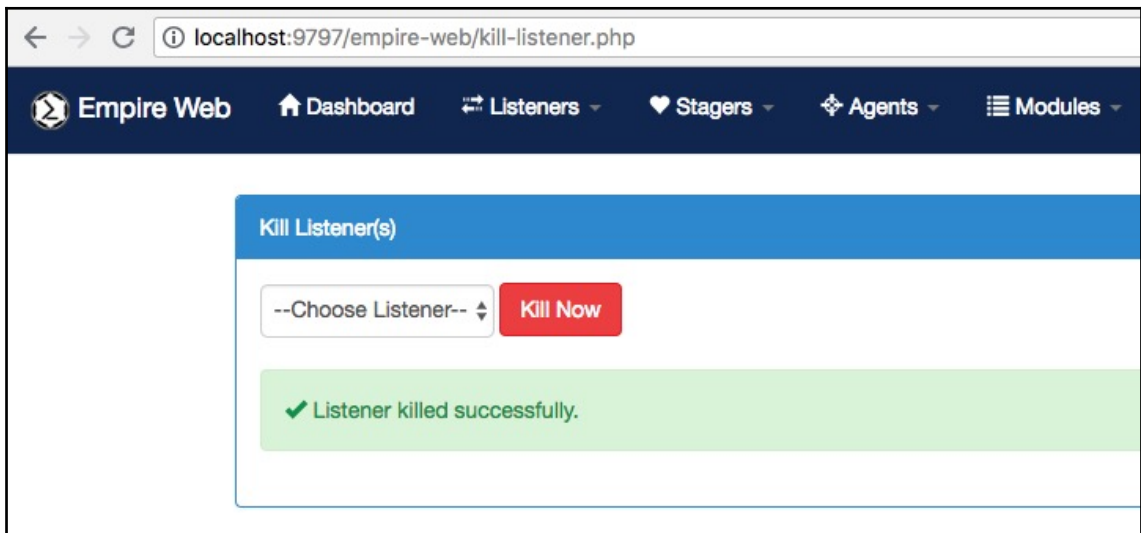 localhost:9797/empire-web/kill-listener.php
Empire Web Dashboard Listeners Stagers Agents Modules
Kill Listener(s)
--Choose Listener-- Kill Now
Listener killed successfully.